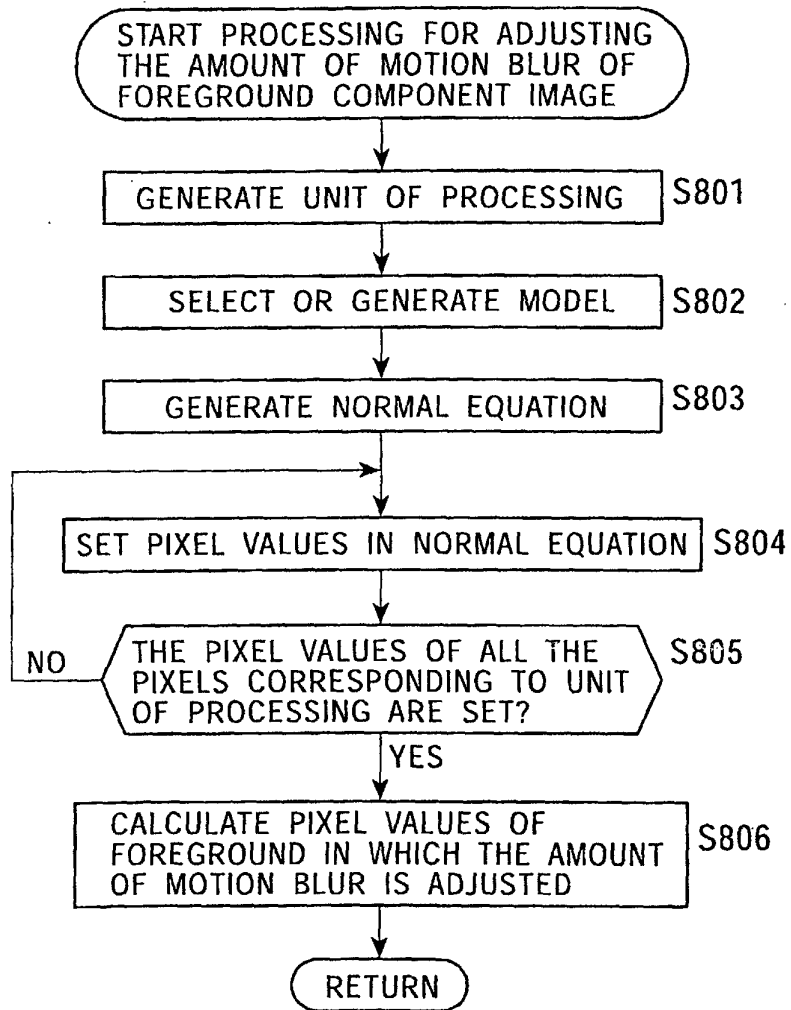 START PROCESSING FOR ADJUSTING
THE AMOUNT OF MOTION BLUR OF
FOREGROUND COMPONENT IMAGE
GENERATE UNIT OF PROCESSING
S801
SELECT OR GENERATE MODEL
S802
GENERATE NORMAL EQUATION
S803
SET PIXEL VALUES IN NORMAL EQUATION
S804
THE PIXEL VALUES OF ALL THE
PIXELS CORRESPONDING TO UNIT
OF PROCESSING ARE SET?
S805
NO
YES
CALCULATE PIXEL VALUES OF
FOREGROUND IN WHICH THE AMOUNT
OF MOTION BLUR IS ADJUSTED
S806
RETURN